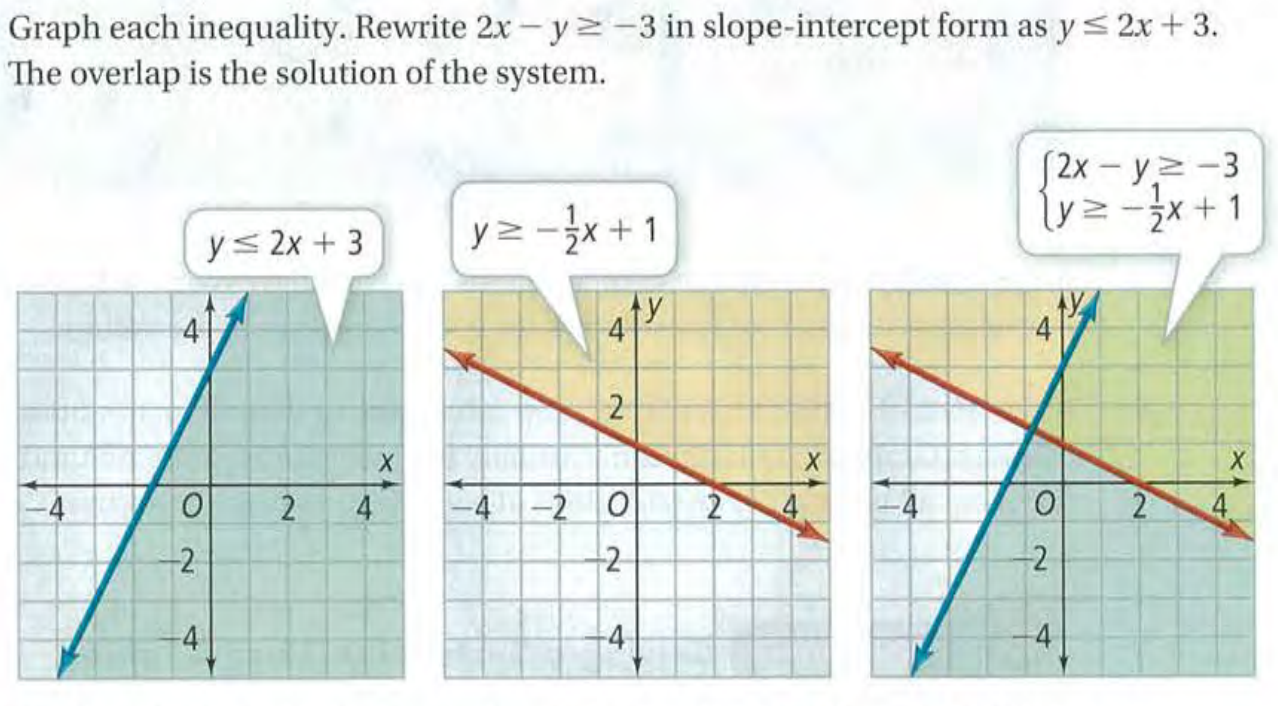 Graph each inequality. Rewrite 2x − y ≥ −3 in slope-intercept form as y ≤ 2x + 3.
The overlap is the solution of the system.
y ≤ 2x + 3
4
x
−4 O 2 4
−2
−4
y ≥ −½x + 1
y
4
2
x
−4 −2 O 2 4
−2
−4
{2x − y ≥ −3
y ≥ −½x + 1
y
4
x
−4 O 2 4
−2
−4